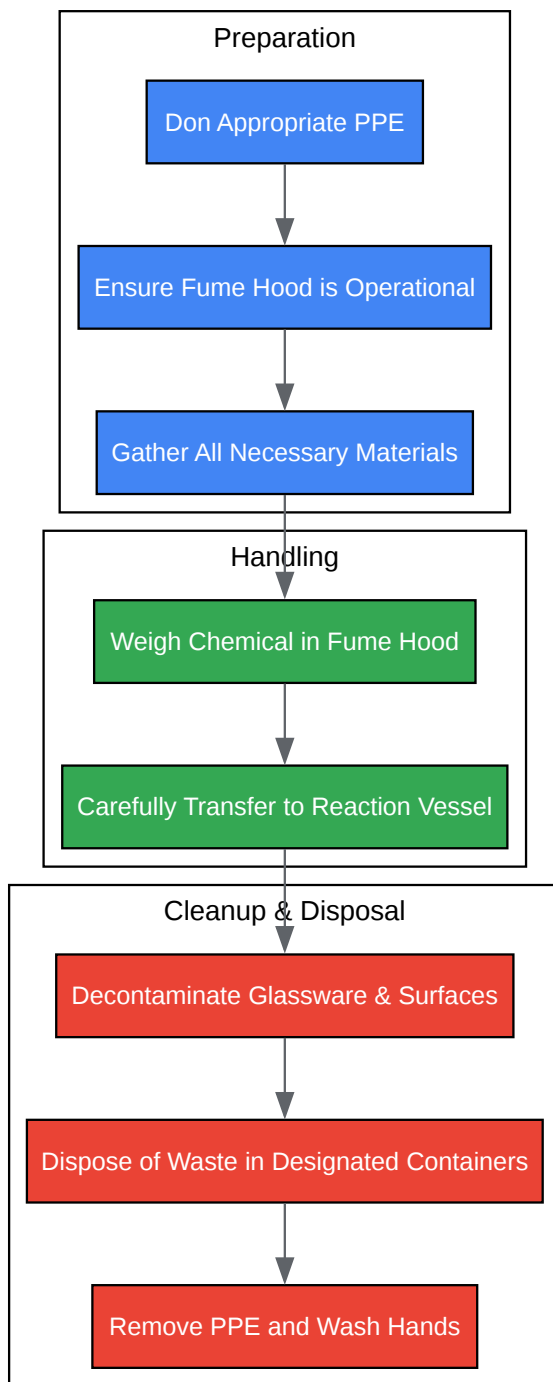 Preparation
Don Appropriate PPE
Ensure Fume Hood is Operational
Gather All Necessary Materials
Handling
Weigh Chemical in Fume Hood
Carefully Transfer to Reaction Vessel
Cleanup & Disposal
Decontaminate Glassware & Surfaces
Dispose of Waste in Designated Containers
Remove PPE and Wash Hands